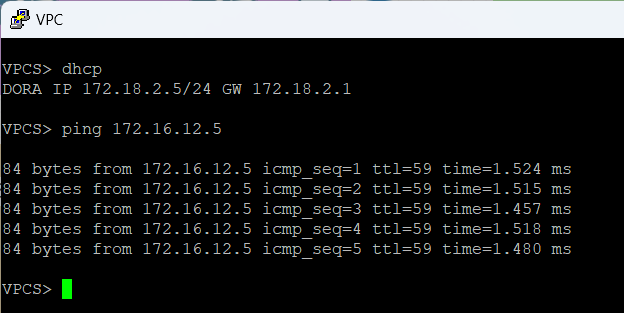 VPC
VPCS> dhcp
DORA IP 172.18.2.5/24 GW 172.18.2.1
VPCS> ping 172.16.12.5
84 bytes from 172.16.12.5 icmp_seq=1 ttl=59 time=1.524 ms
84 bytes from 172.16.12.5 icmp_seq=2 ttl=59 time=1.515 ms
84 bytes from 172.16.12.5 icmp_seq=3 ttl=59 time=1.457 ms
84 bytes from 172.16.12.5 icmp_seq=4 ttl=59 time=1.518 ms
84 bytes from 172.16.12.5 icmp_seq=5 ttl=59 time=1.480 ms
VPCS>